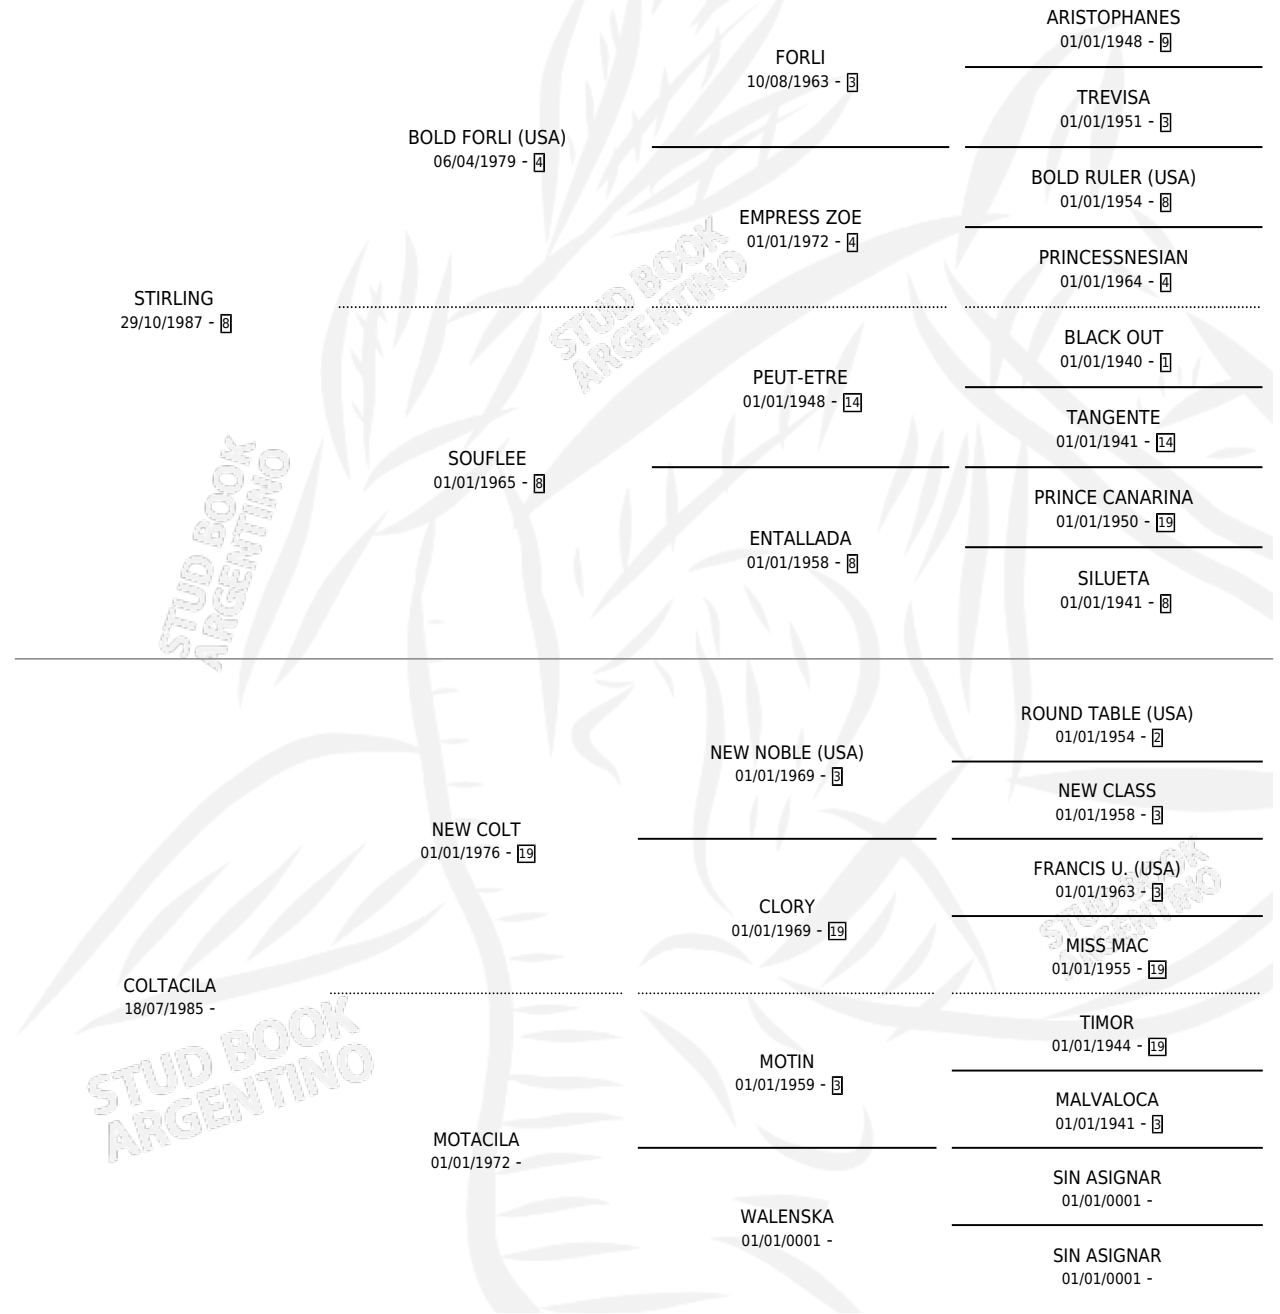 ARISTOPHANES
01/01/1948 - 9
FORLI
10/08/1963 - 3
TREVISA
01/01/1951 - 3
BOLD FORLI (USA)
06/04/1979 - 4
BOLD RULER (USA)
01/01/1954 - 8
EMPRESS ZOE
01/01/1972 - 4
PRINCESSNESIAN
01/01/1964 - 4
STIRLING
29/10/1987 - 8
BLACK OUT
01/01/1940 - 1
PEUT-ETRE
01/01/1948 - 14
TANGENTE
01/01/1941 - 14
SOUFLEE
01/01/1965 - 8
PRINCE CANARINA
01/01/1950 - 19
ENTALLADA
01/01/1958 - 8
SILUETA
01/01/1941 - 8
STUD BOOK
ARGENTINO
STUD BOOK
ARGENTINO
ROUND TABLE (USA)
01/01/1954 - 2
NEW NOBLE (USA)
01/01/1969 - 3
NEW CLASS
01/01/1958 - 3
NEW COLT
01/01/1976 - 19
FRANCIS U. (USA)
01/01/1963 - 3
CLORY
01/01/1969 - 19
MISS MAC
01/01/1955 - 19
COLTACILA
18/07/1985 -
TIMOR
01/01/1944 - 19
MOTIN
01/01/1959 - 3
MALVALOCA
01/01/1941 - 3
MOTACILA
01/01/1972 -
SIN ASIGNAR
01/01/0001 -
WALENSKA
01/01/0001 -
SIN ASIGNAR
01/01/0001 -
STUD BOOK
ARGENTINO
STUD BOOK
ARGENTINO